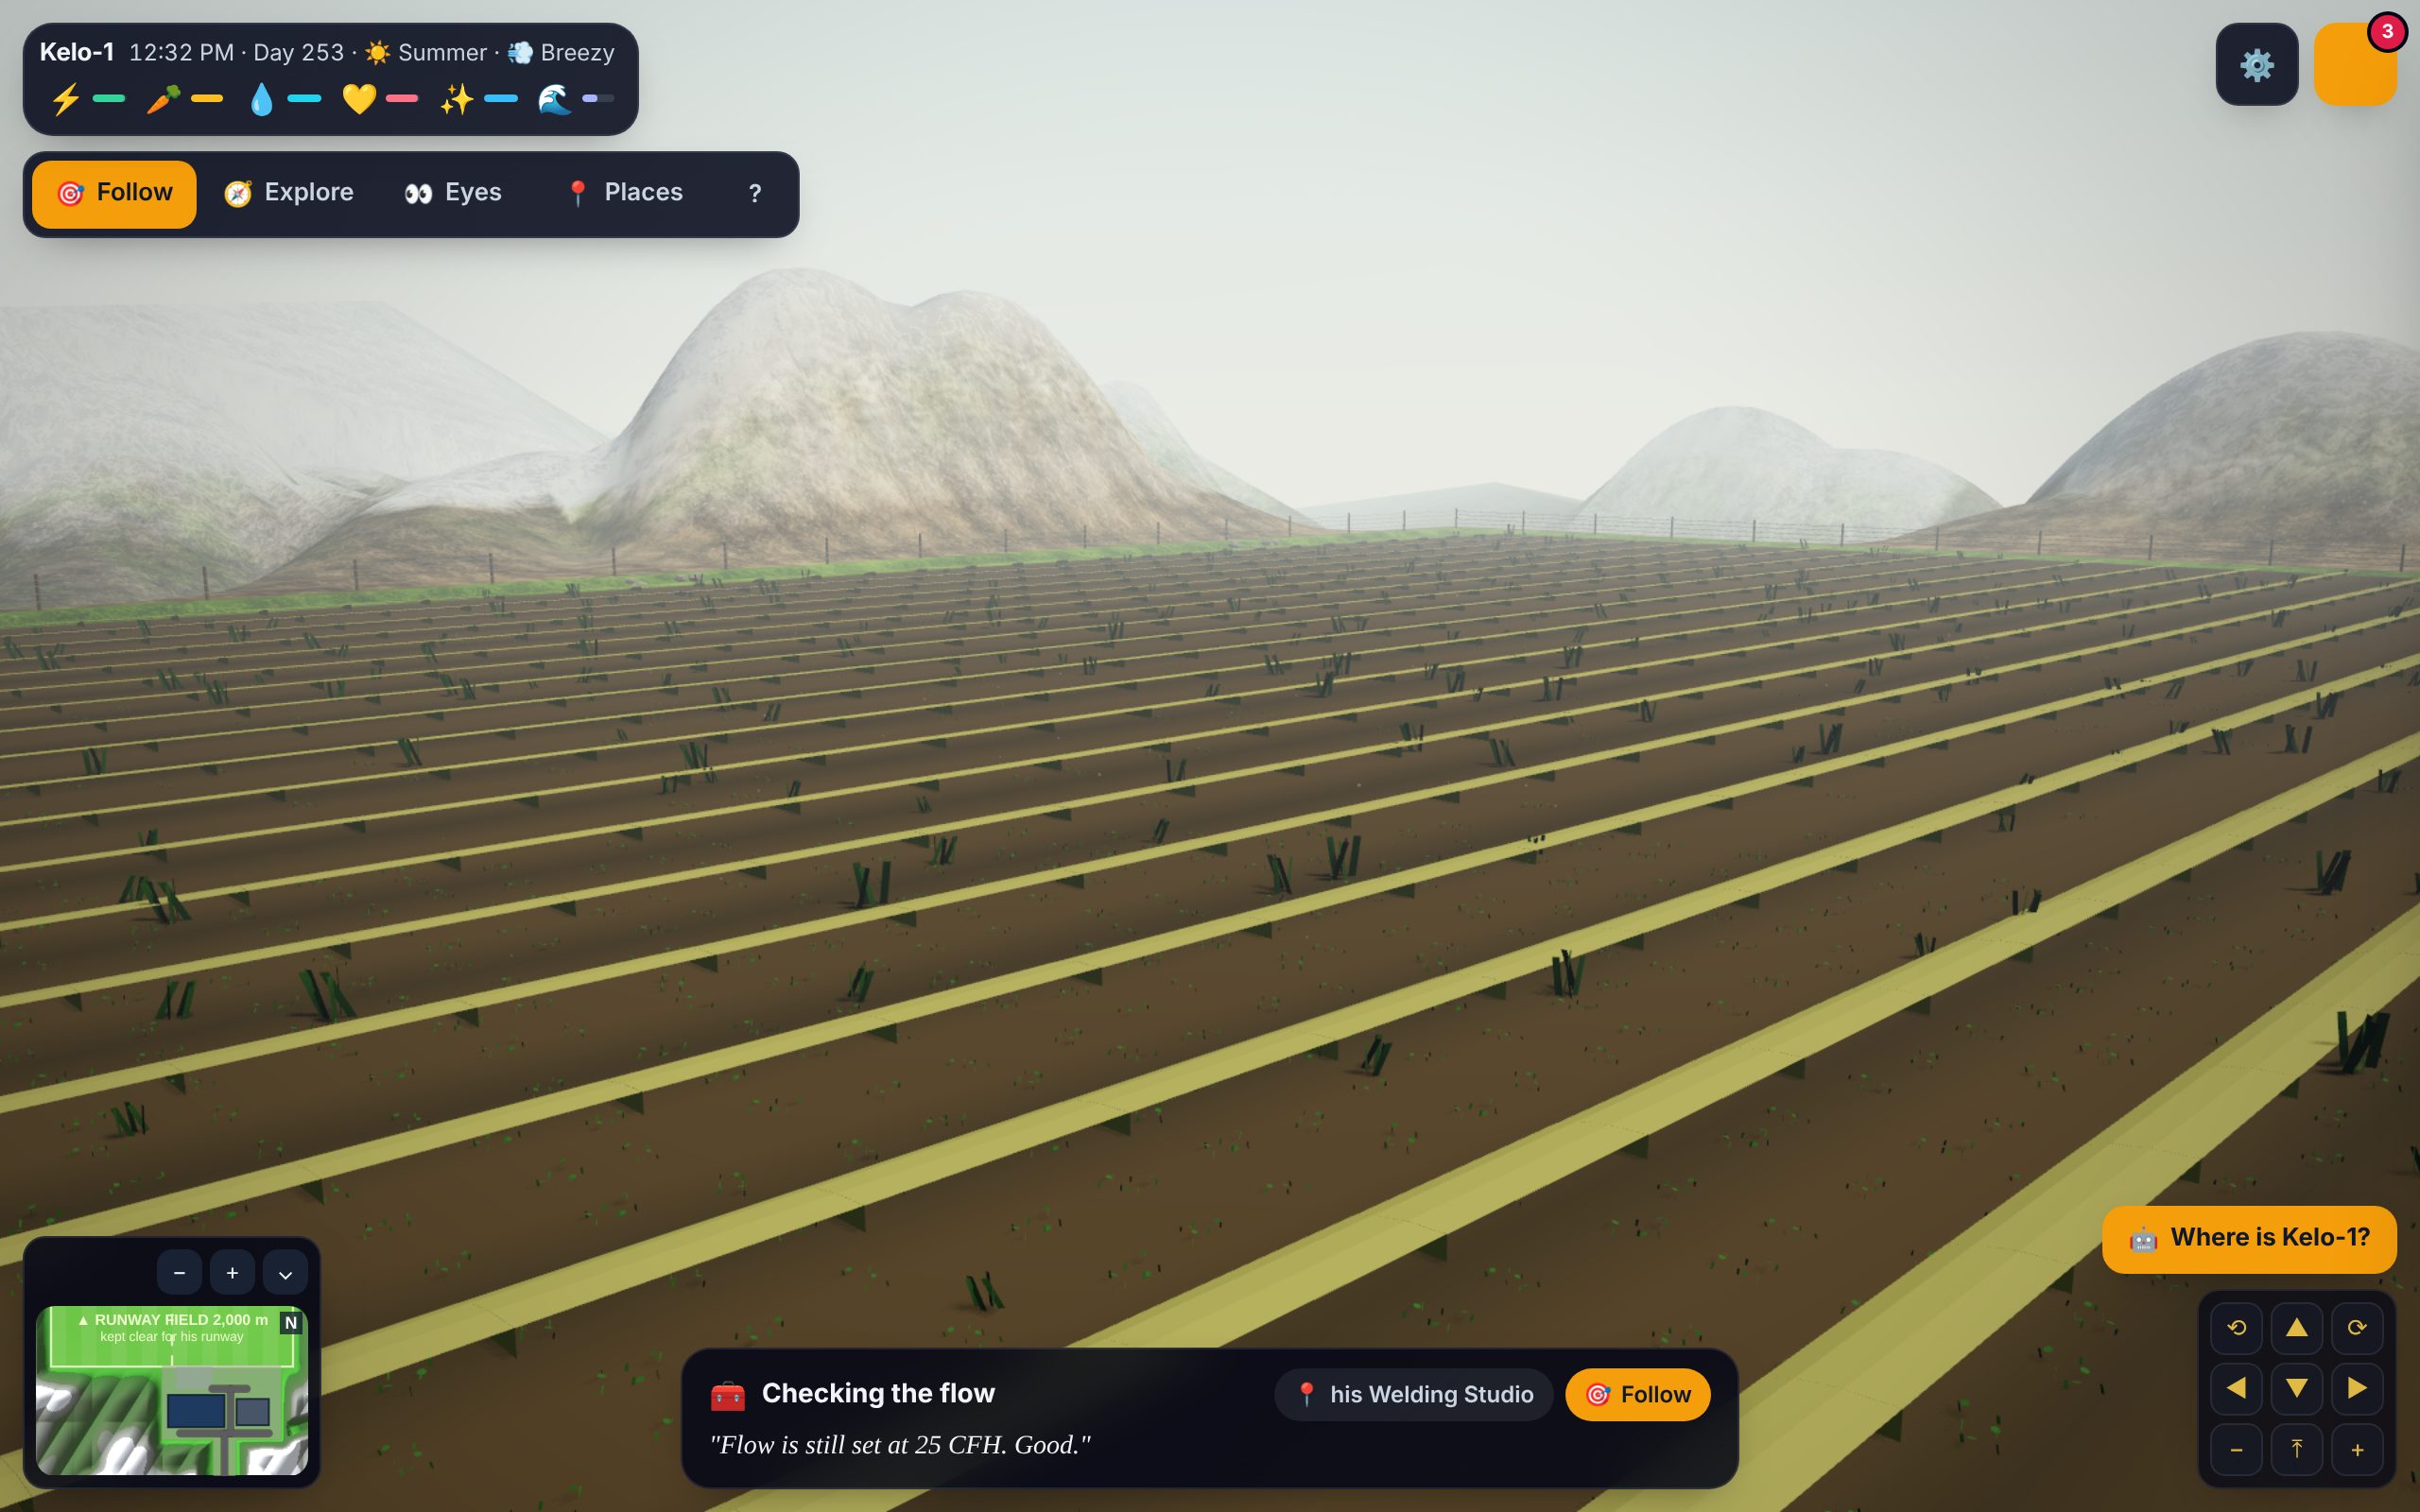 Kelo-1 12:32 PM · Day 253 · ☀️ Summer · 💨 Breezy
3
Follow
Explore
Eyes
Places
?
Where is Kelo-1?
▲ RUNWAY FIELD 2,000 m
N
kept clear for his runway
Checking the flow
his Welding Studio
Follow
"Flow is still set at 25 CFH. Good."